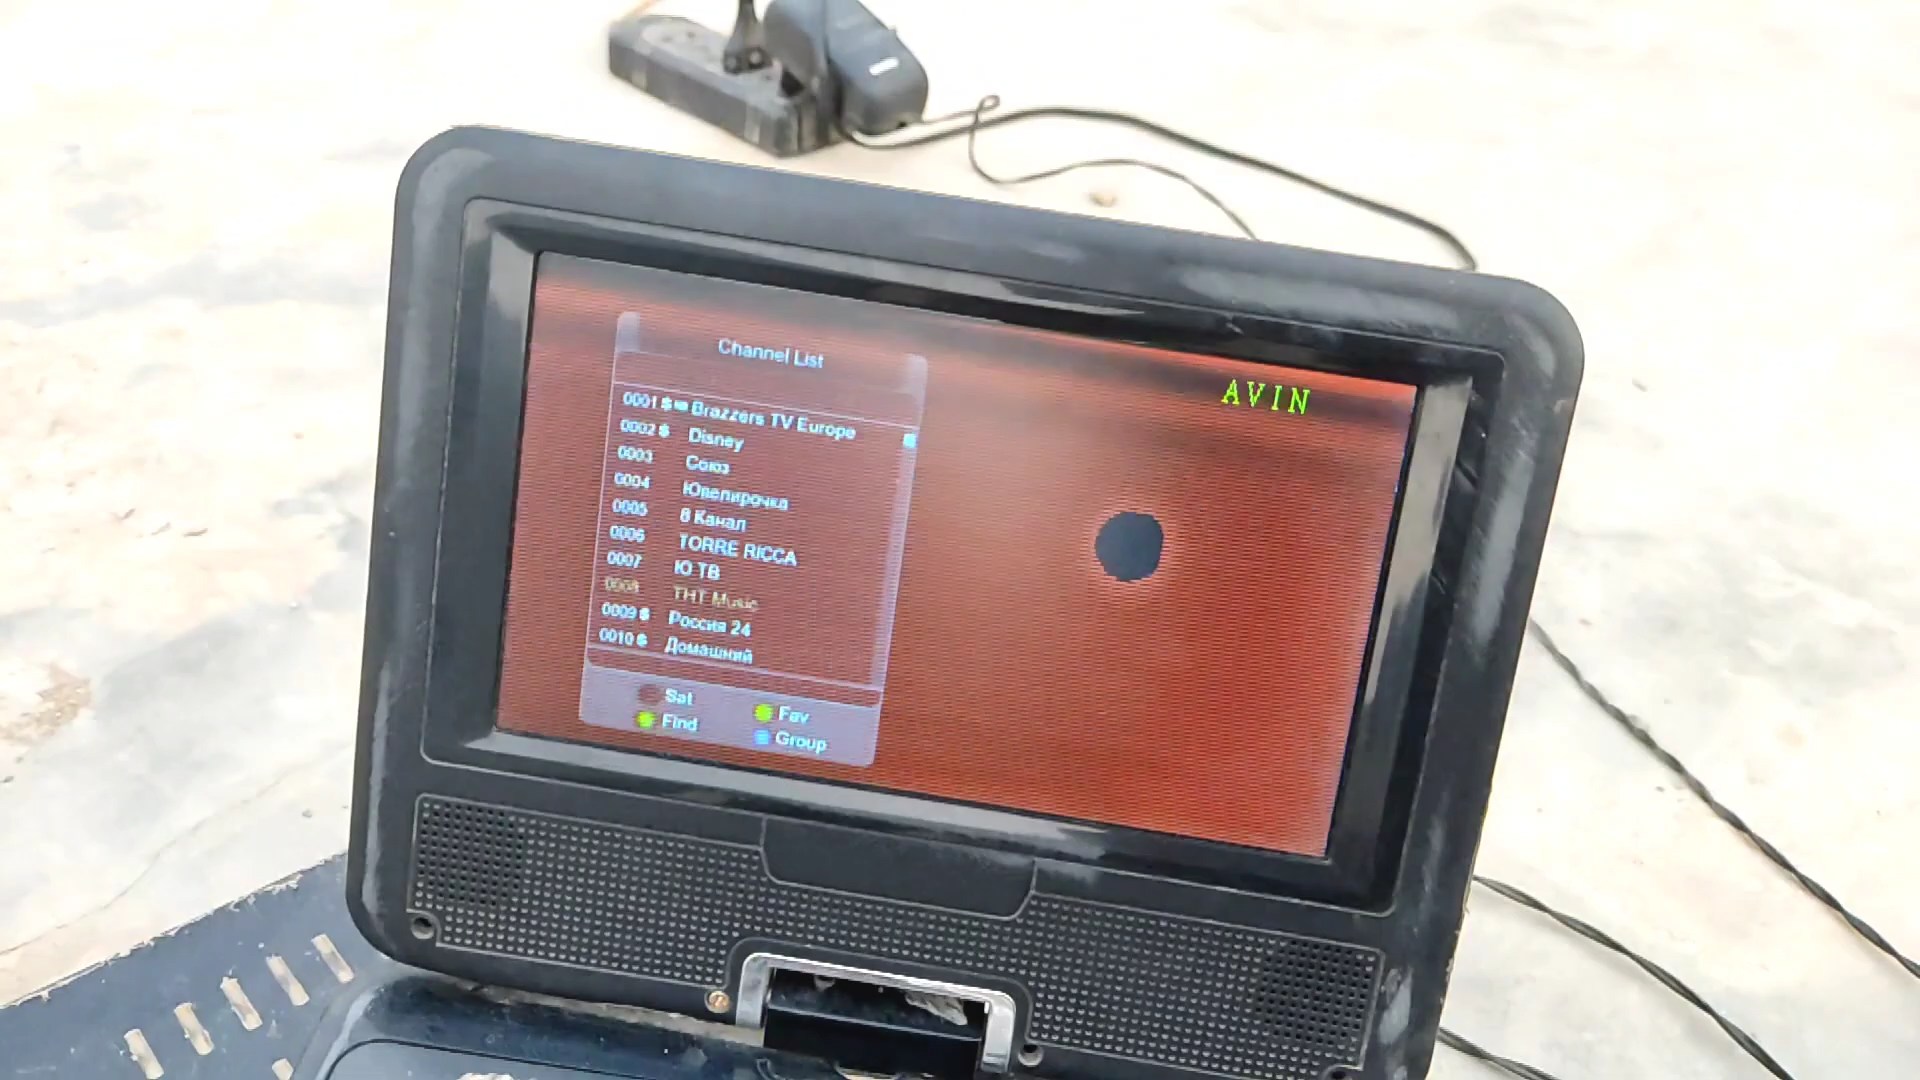 Channel List
AVIN
0001 $ Brazzers TV Europe
0002 $ Disney
0003 Союз
0004 Ювелирочка
0005 8 Канал
0006 TORRE RICCA
0007 Ю ТВ
0008 ТНТ Music
0009 $ Россия 24
0010 $ Домашний
Sat Fav
Find Group